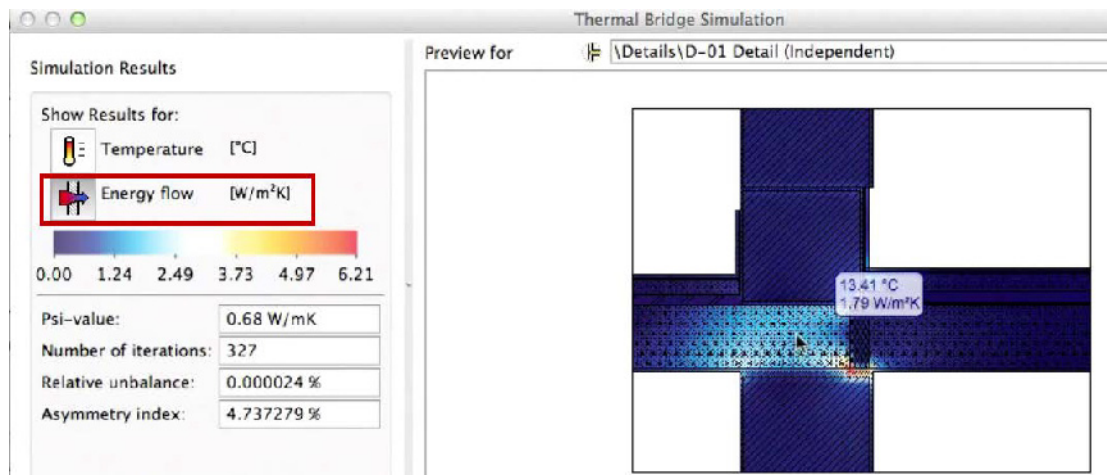 Thermal Bridge Simulation
Simulation Results
Show Results for:
Temperature [°C]
Energy flow [W/m²K]
0.00 1.24 2.49 3.73 4.97 6.21
Psi-value: 0.68 W/mK
Number of iterations: 327
Relative unbalance: 0.000024 %
Asymmetry index: 4.737279 %
Preview for \Details\D-01 Detail (Independent)
13.41 °C
1.79 W/m²K